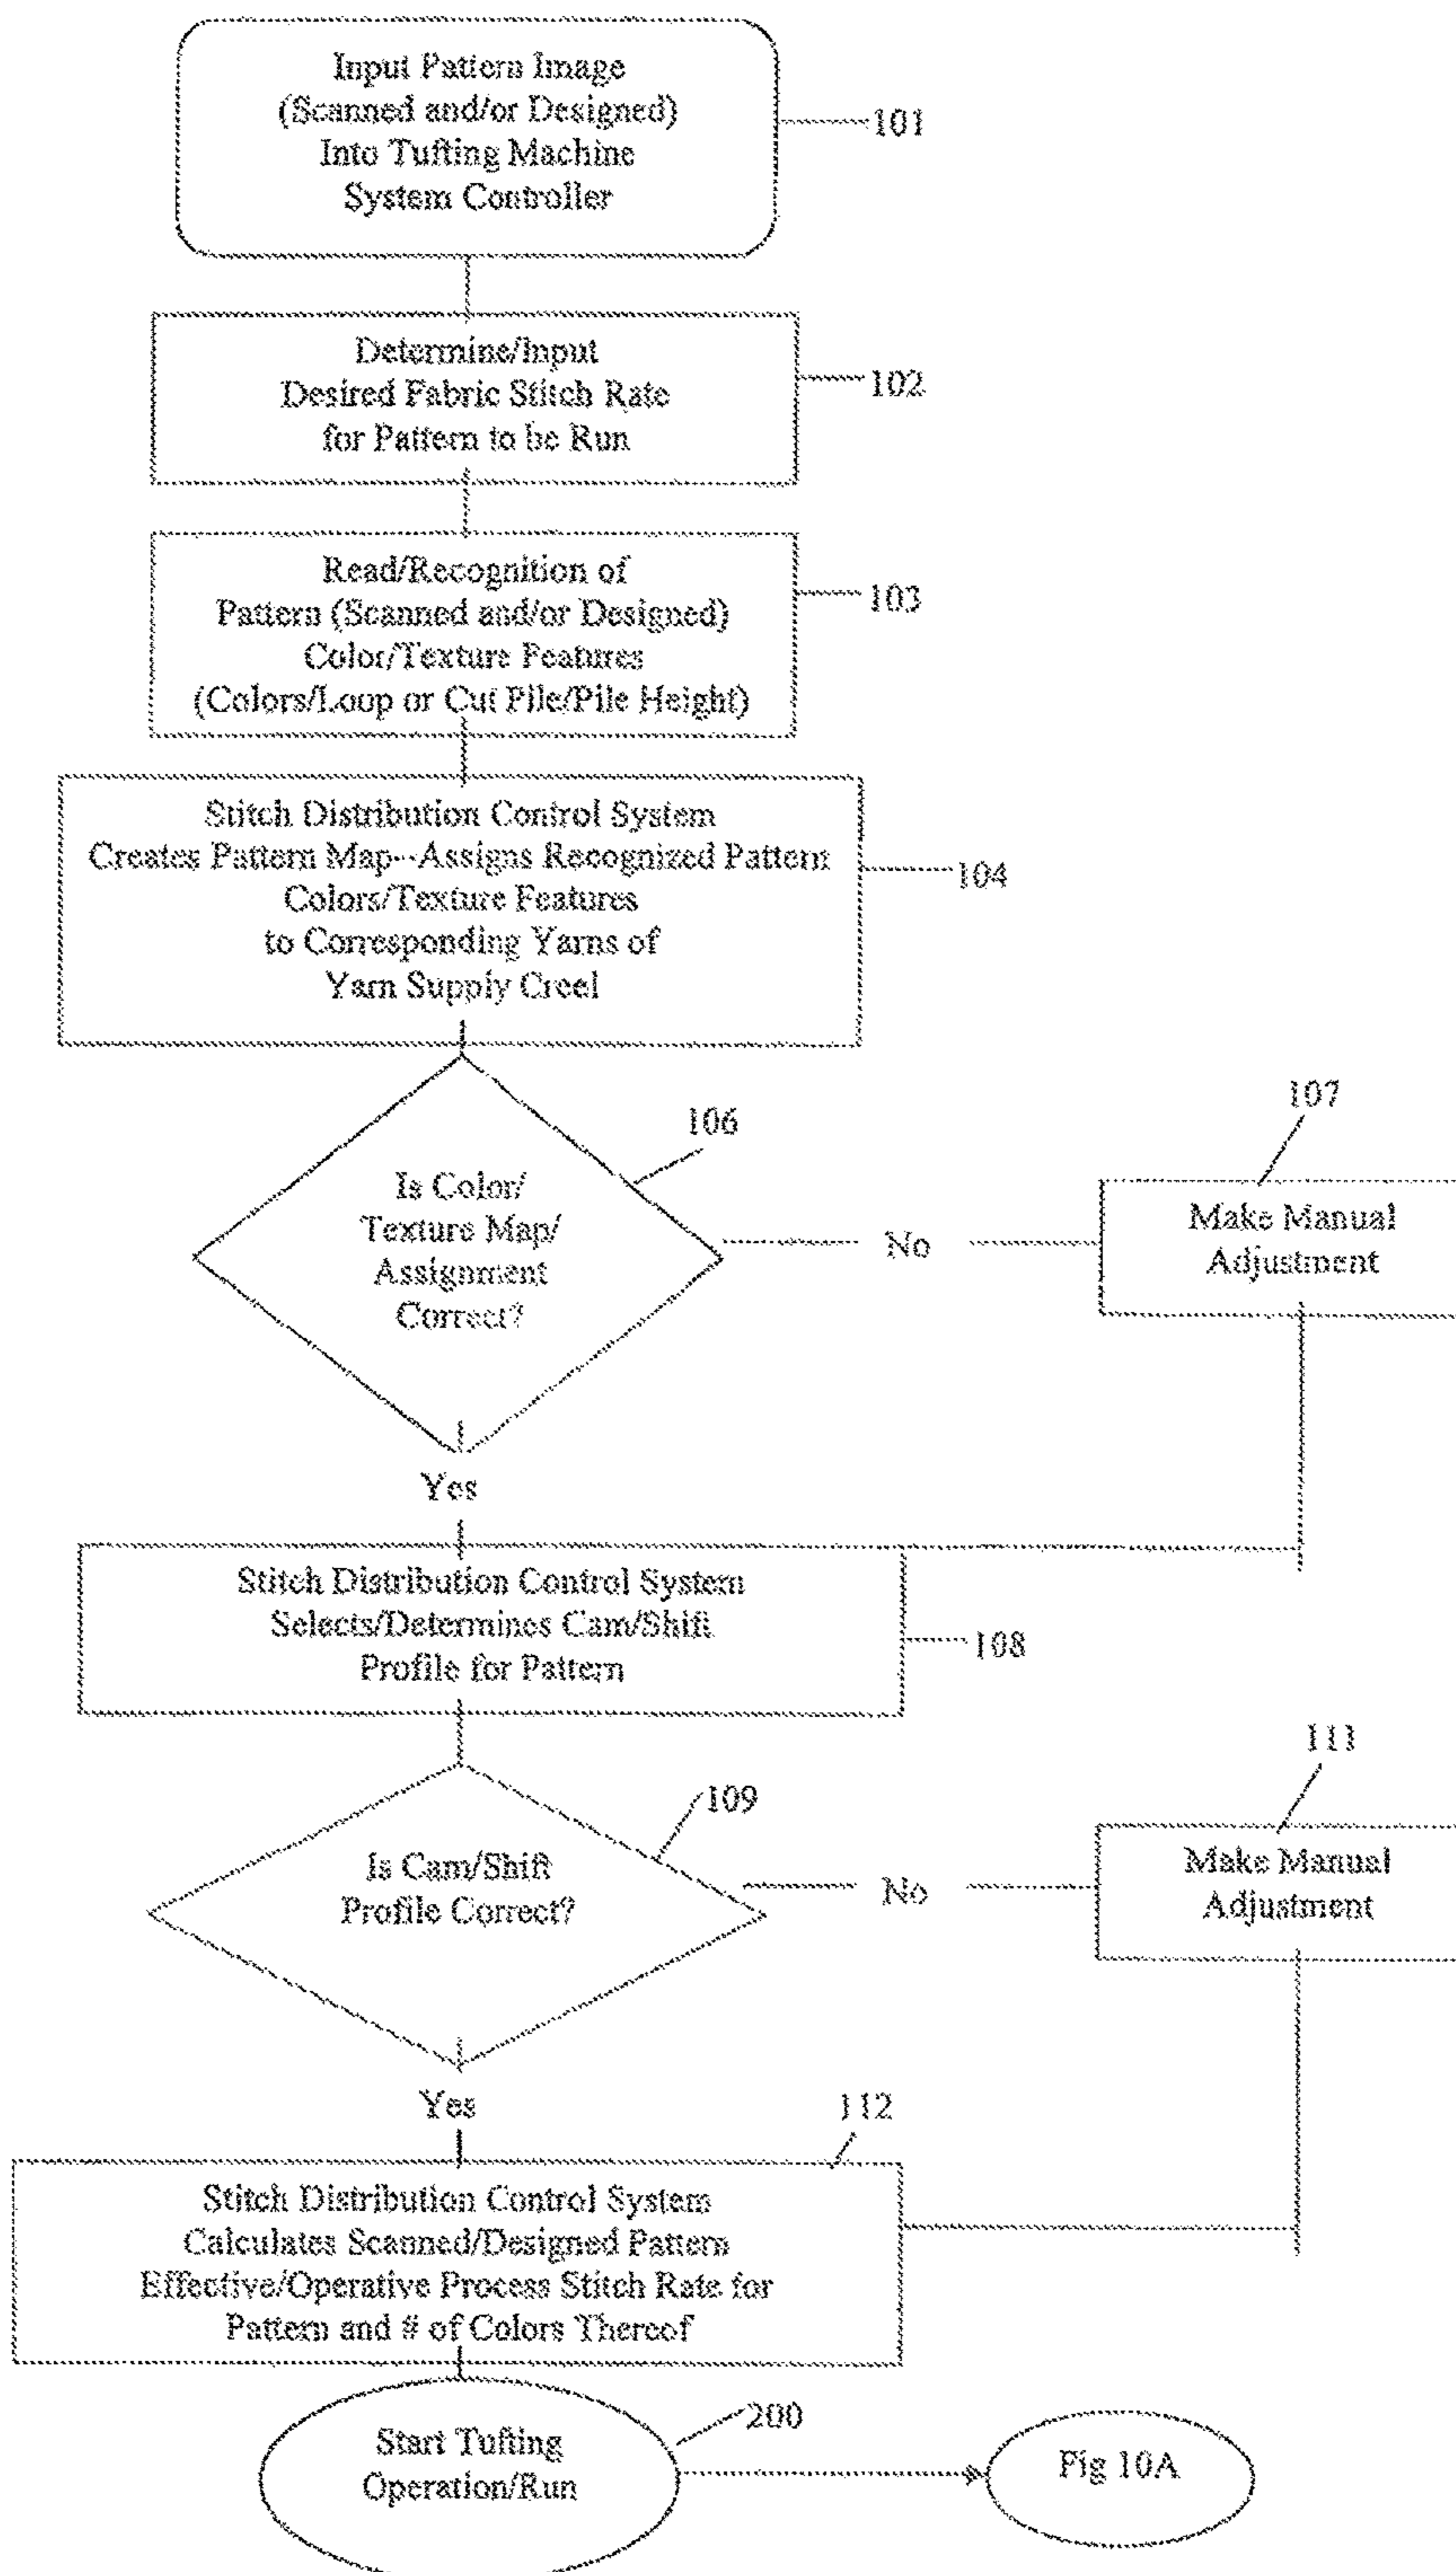 Input Pattern Image
(Scanned and/or Designed)
Into Tufting Machine
System Controller
101
Determine/Input
Desired Fabric Stitch Rate
for Pattern to be Run
102
Read/Recognition of
Pattern (Scanned and/or Designed)
Color/Texture Features
(Colors/Loop or Cut Pile/Pile Height)
103
Stitch Distribution Control System
Creates Pattern Map--Assigns Recognized Pattern
Colors/Texture Features
to Corresponding Yarns of
Yarn Supply Creel
104
106
Is Color/
Texture Map/
Assignment
Correct?
No
107
Make Manual
Adjustment
Yes
Stitch Distribution Control System
Selects/Determines Cam/Shift
Profile for Pattern
108
109
Is Cam/Shift
Profile Correct?
No
111
Make Manual
Adjustment
Yes
112
Stitch Distribution Control System
Calculates Scanned/Designed Pattern
Effective/Operative Process Stitch Rate for
Pattern and # of Colors Thereof
200
Start Tufting
Operation/Run
Fig 10A